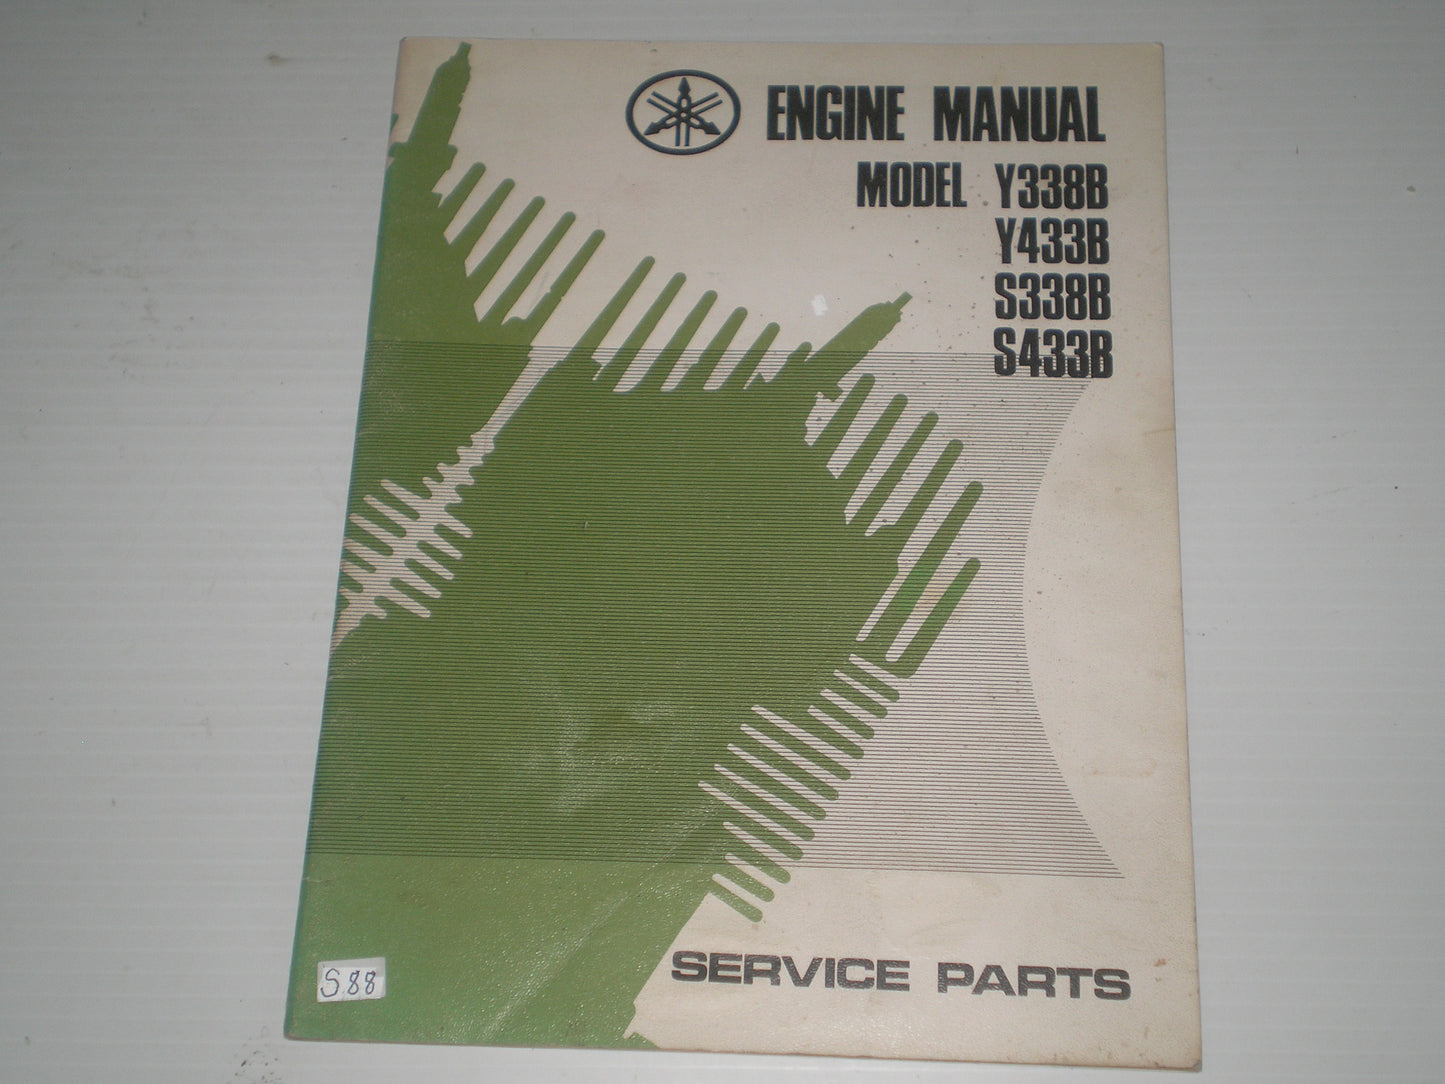 ENGINE MANUAL
MODEL Y338B
Y433B
S338B
S433B
SERVICE PARTS
S88